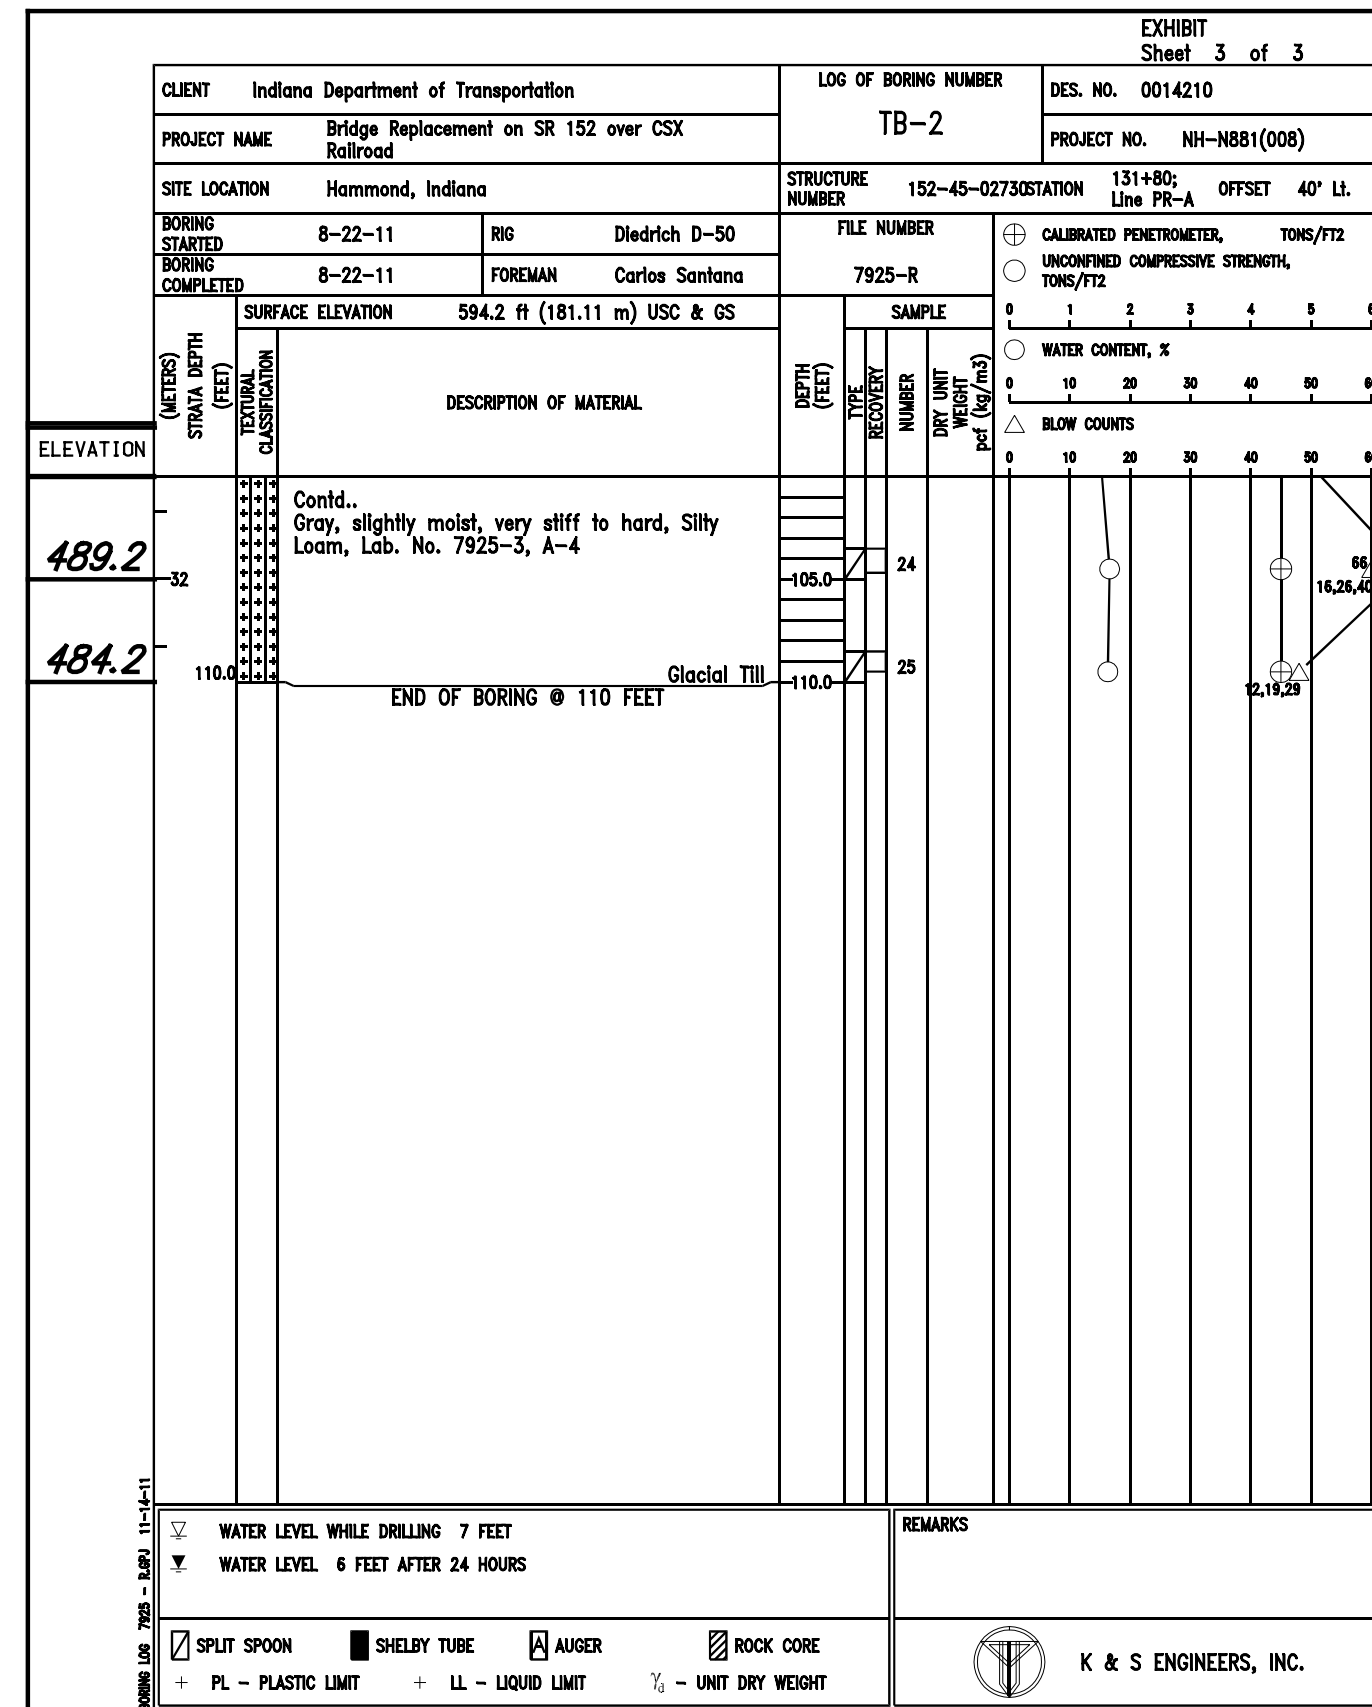 EXHIBIT
Sheet 3 of 3
CLIENT Indiana Department of Transportation
LOG OF BORING NUMBER
TB-2
DES. NO. 0014210
PROJECT NAME Bridge Replacement on SR 152 over CSX
Railroad
PROJECT NO. NH-N881(008)
SITE LOCATION Hammond, Indiana
STRUCTURE
NUMBER 152-45-02730
STATION 131+80;
Line PR-A
OFFSET 40' Lt.
BORING
STARTED 8-22-11
RIG Diedrich D-50
BORING
COMPLETED 8-22-11
FOREMAN Carlos Santana
FILE NUMBER
7925-R
CALIBRATED PENETROMETER, TONS/FT2
UNCONFINED COMPRESSIVE STRENGTH,
TONS/FT2
0 1 2 3 4 5
SURFACE ELEVATION 594.2 ft (181.11 m) USC & GS
SAMPLE
(METERS)
STRATA DEPTH
(FEET)
TEXTURAL
CLASSIFICATION
DESCRIPTION OF MATERIAL
DEPTH
(FEET)
TYPE
RECOVERY
NUMBER
DRY UNIT
WEIGHT
pcf (kg/m3)
WATER CONTENT, %
0 10 20 30 40 50
BLOW COUNTS
0 10 20 30 40 50
ELEVATION
Contd..
Gray, slightly moist, very stiff to hard, Silty
Loam, Lab. No. 7925-3, A-4
489.2
32
105.0
24
66
16,26,40
484.2
110.0
Glacial Till
110.0
25
12,19,29
END OF BORING @ 110 FEET
WATER LEVEL WHILE DRILLING 7 FEET
WATER LEVEL 6 FEET AFTER 24 HOURS
REMARKS
SPLIT SPOON SHELBY TUBE A AUGER ROCK CORE
+ PL - PLASTIC LIMIT + LL - LIQUID LIMIT γd - UNIT DRY WEIGHT
K & S ENGINEERS, INC.
BORING LOG 7925 - R.GPJ 11-14-11